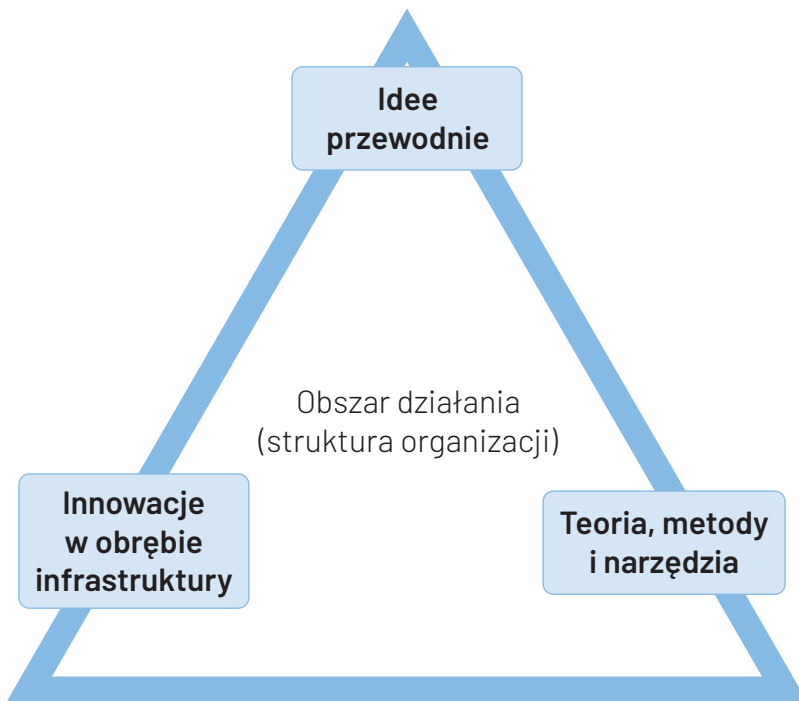 Idee
przewodnie
Obszar działania
(struktura organizacji)
Innowacje
w obrębie
infrastruktury
Teoria, metody
i narzędzia